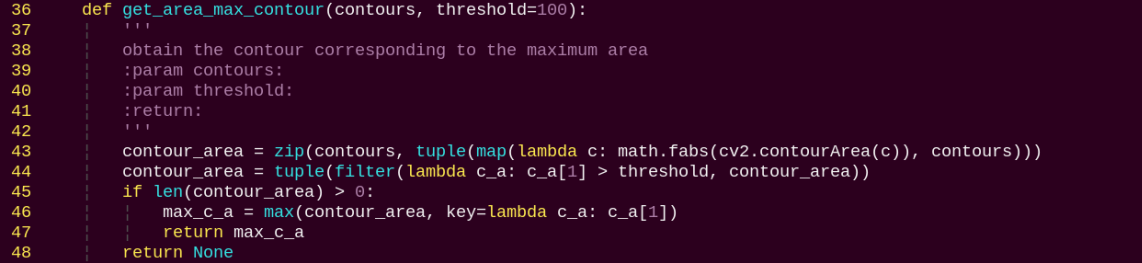 36     def get_area_max_contour(contours, threshold=100):
37         '''
38         obtain the contour corresponding to the maximum area
39         :param contours:
40         :param threshold:
41         :return:
42         '''
43         contour_area = zip(contours, tuple(map(lambda c: math.fabs(cv2.contourArea(c)), contours)))
44         contour_area = tuple(filter(lambda c_a: c_a[1] > threshold, contour_area))
45         if len(contour_area) > 0:
46             max_c_a = max(contour_area, key=lambda c_a: c_a[1])
47             return max_c_a
48         return None